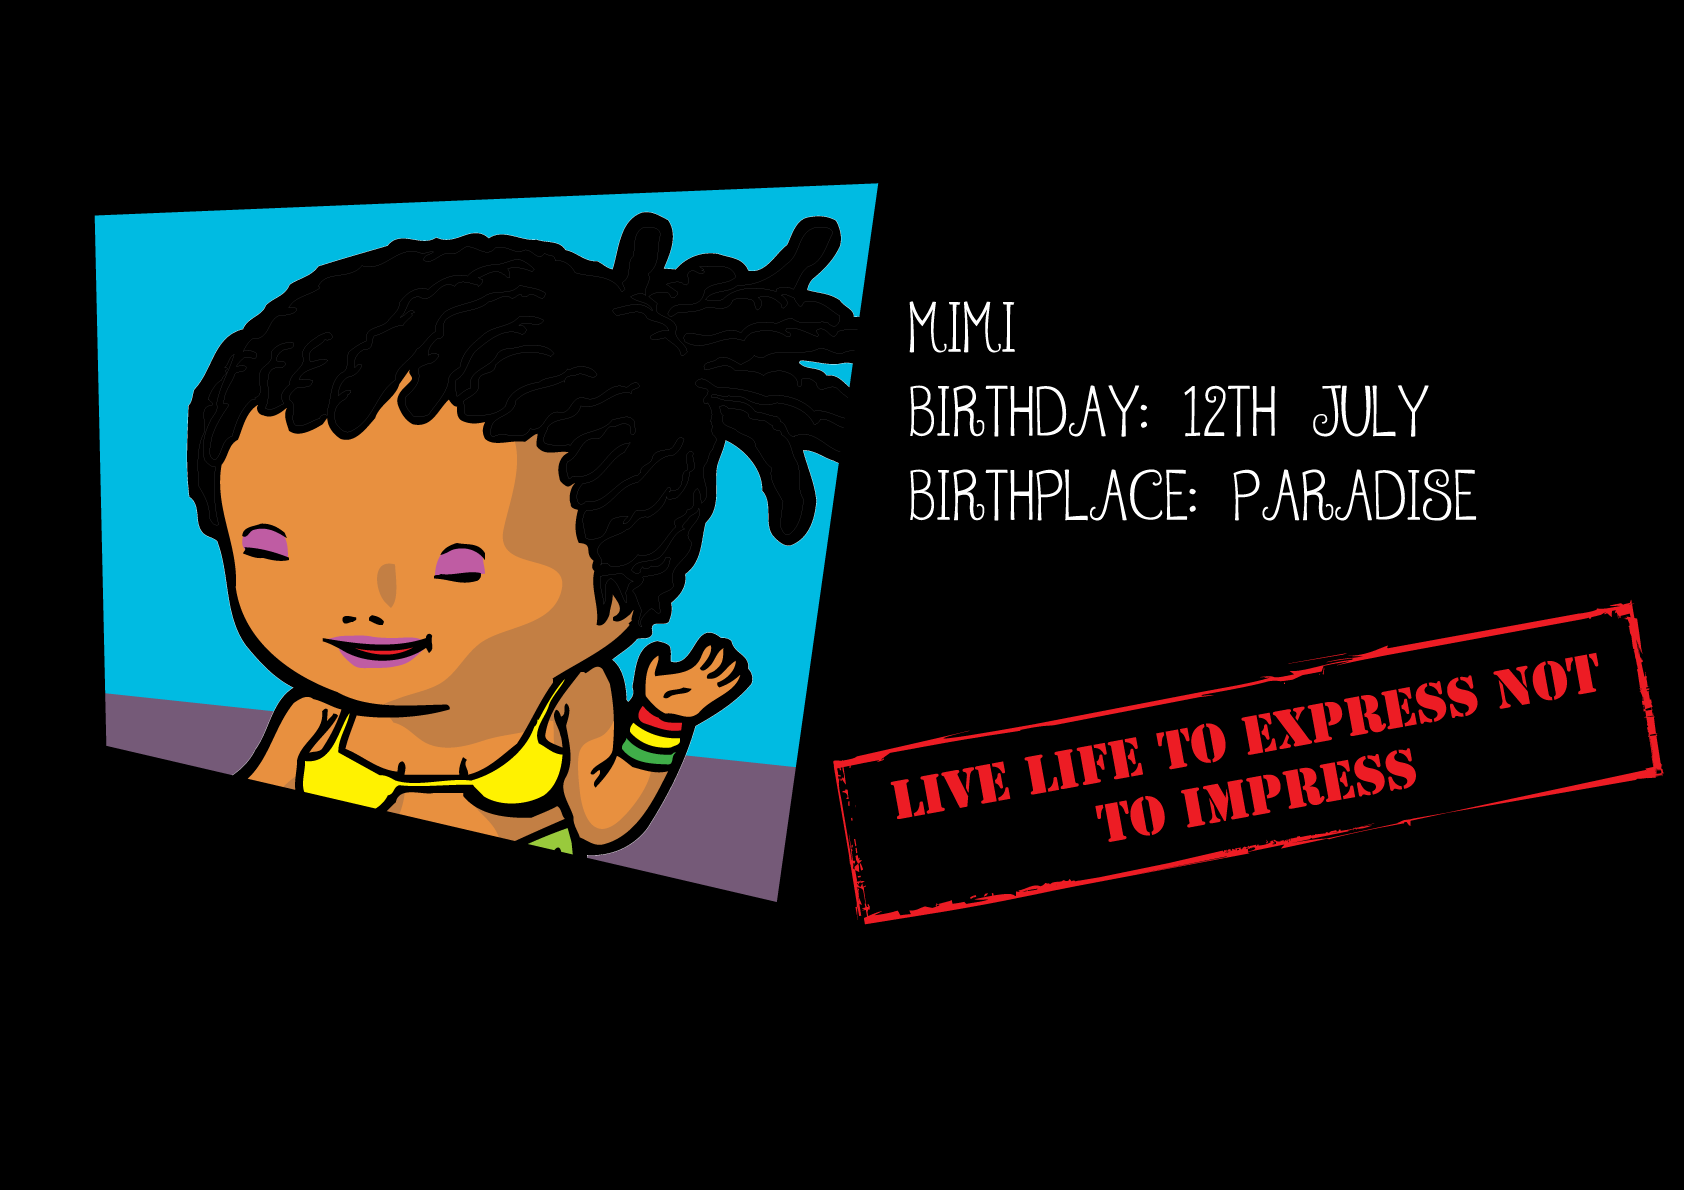 MIMI
BIRTHDAY: 12TH JULY
BIRTHPLACE: PARADISE
LIVE LIFE TO EXPRESS NOT
TO IMPRESS